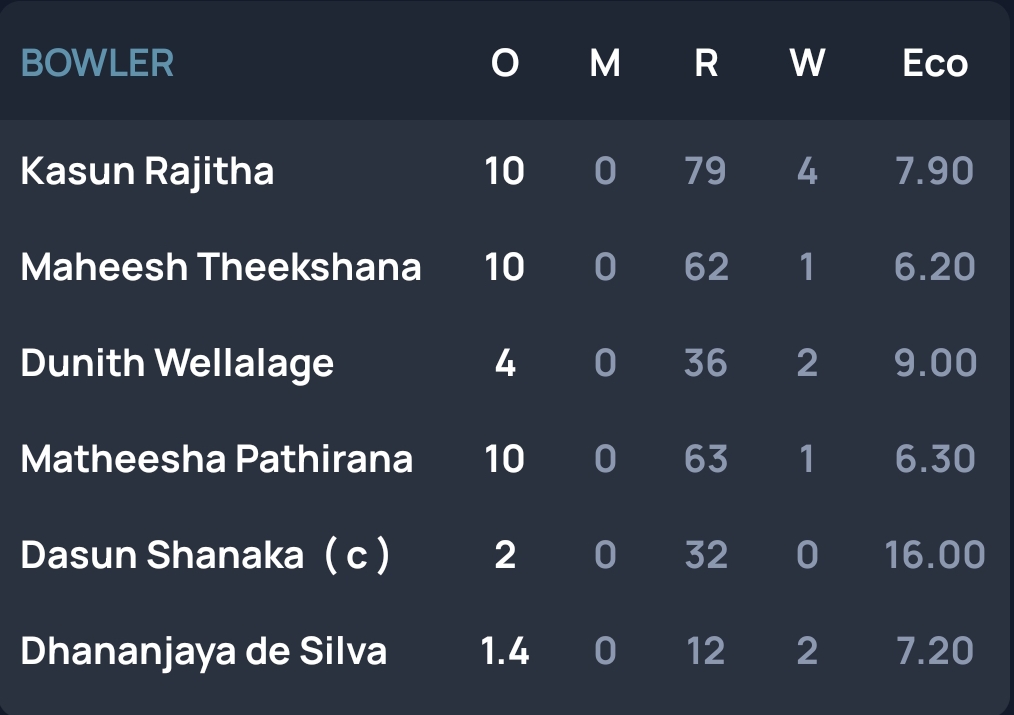 BOWLER O M R W Eco
Kasun Rajitha 10 0 79 4 7.90
Maheesh Theekshana 10 0 62 1 6.20
Dunith Wellalage 4 0 36 2 9.00
Matheesha Pathirana 10 0 63 1 6.30
Dasun Shanaka ( c ) 2 0 32 0 16.00
Dhananjaya de Silva 1.4 0 12 2 7.20